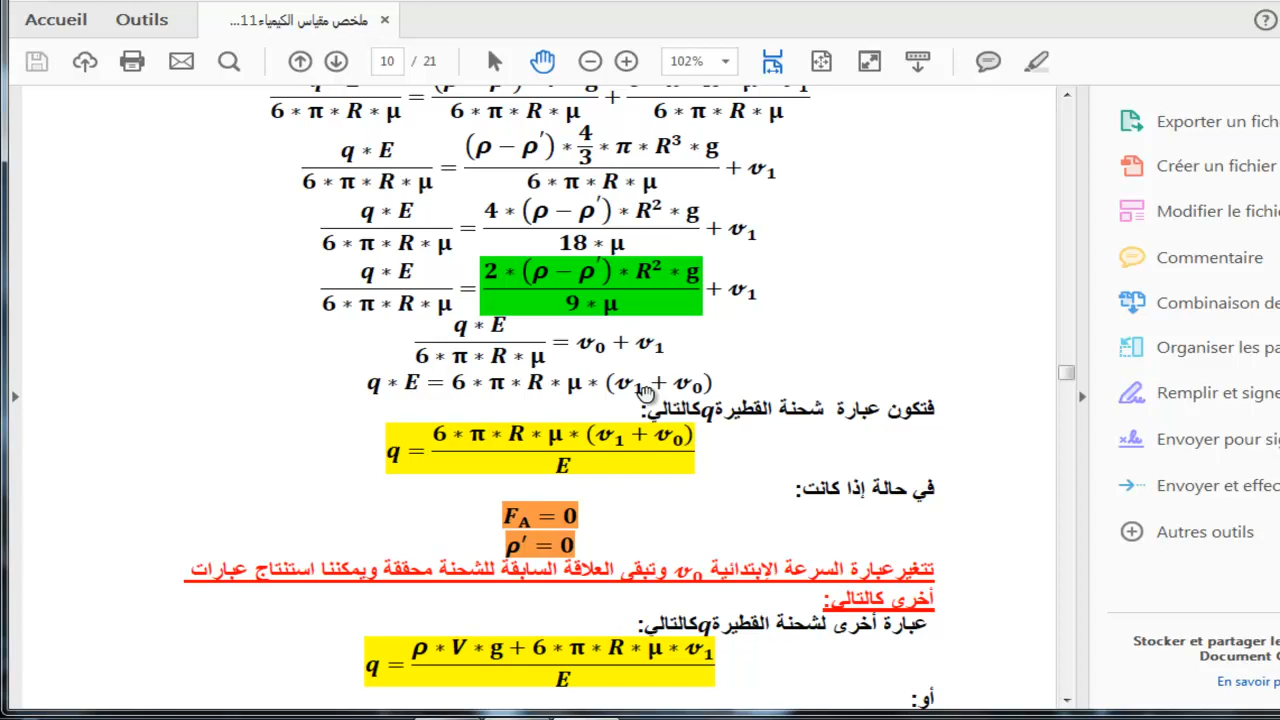 Accueil Outils ملخص مقياس الكيمياء11... ×
10 / 21 102%
6 * π * R * μ = 6 * π * R * μ + 6 * π * R * μ
q * E / 6 * π * R * μ = (ρ − ρ′) * 4/3 * π * R³ * g / 6 * π * R * μ + 𝓋₁
q * E / 6 * π * R * μ = 4 * (ρ − ρ′) * R² * g / 18 * μ + 𝓋₁
q * E / 6 * π * R * μ = 2 * (ρ − ρ′) * R² * g / 9 * μ + 𝓋₁
q * E / 6 * π * R * μ = 𝓋₀ + 𝓋₁
q * E = 6 * π * R * μ * (𝓋₁ + 𝓋₀)
فتكون عبارة شحنة القطيرةqكالتالي:
q = 6 * π * R * μ * (𝓋₁ + 𝓋₀) / E
في حالة إذا كانت:
F_A = 0
ρ′ = 0
تتغيرعبارة السرعة الإبتدائية 𝓋₀ وتبقى العلاقة السابقة للشحنة محققة ويمكننا استنتاج عبارات
أخرى كالتالي:
عبارة أخرى لشحنة القطيرةqكالتالي:
q = ρ * V * g + 6 * π * R * μ * 𝓋₁ / E
أو:
Exporter un fich
Créer un fichier
Modifier le fichie
Commentaire
Combinaison de
Organiser les pa
Remplir et signe
Envoyer pour si
Envoyer et effec
Autres outils
Stocker et partager le
Document C
En savoir p